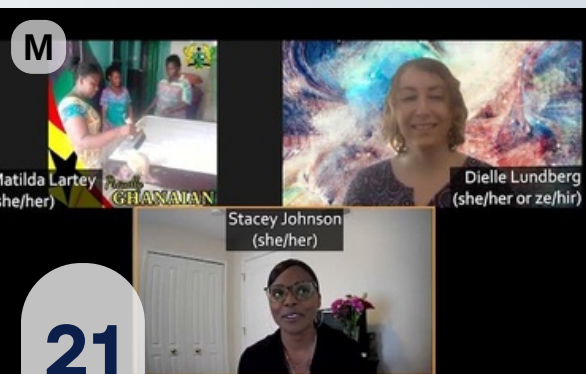 M
Matilda Lartey
she/her)
Proudly
GHANAIAN
Dielle Lundberg
(she/her or ze/hir)
Stacey Johnson
(she/her)
21